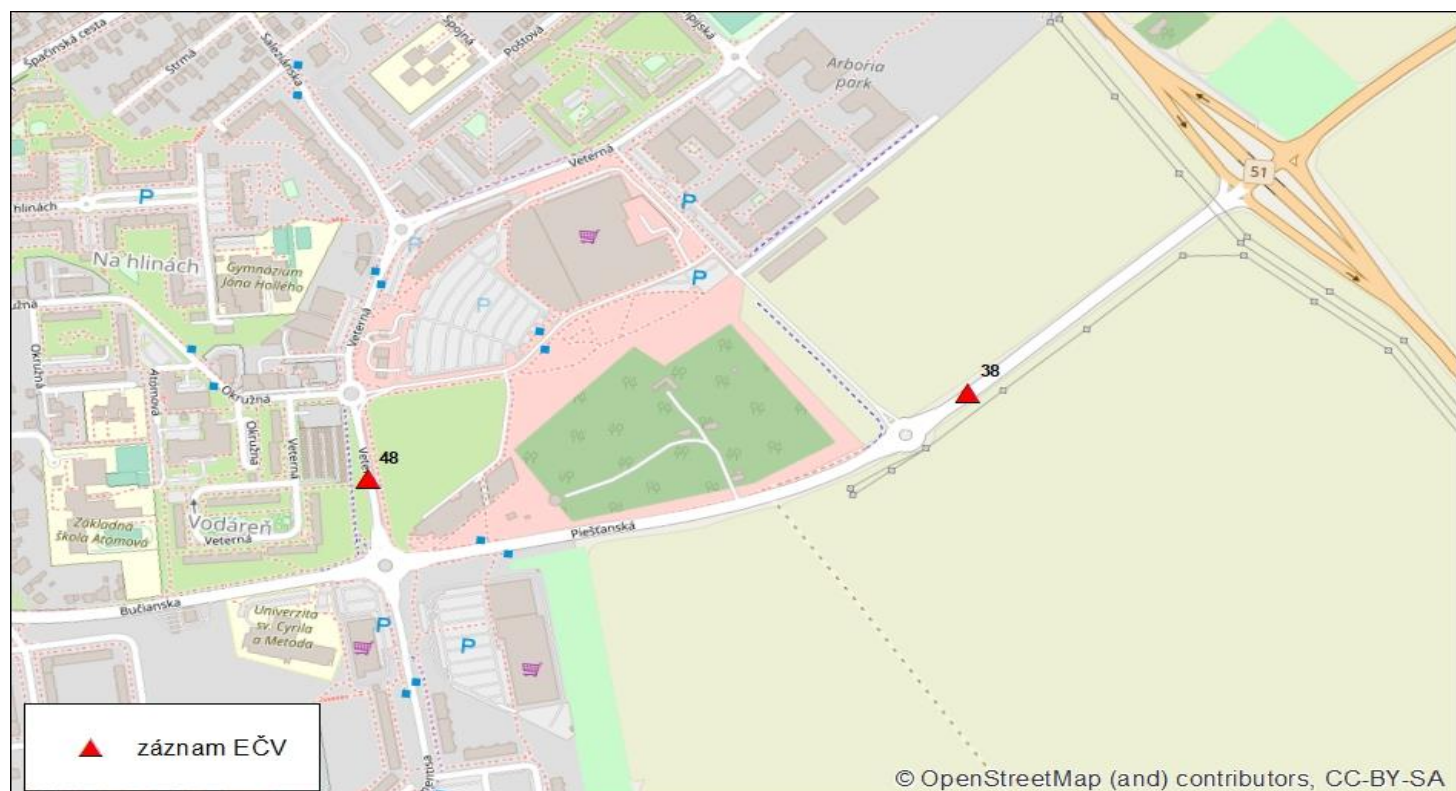 Špačinská cesta
Strmá
Saleziánska
Spojná
Poštová
Arboria
park
51
Veterná
P
P
hlinách
Na hlinách
Gymnázium
Jána Hollého
P
P
P
Veterná
Okružná
Atómova
Okružná
Okružná
Veterná
38
48
Vodáreň
Veterná
Základná
škola Atómová
Piešťanská
Bučianska
Univerzita
sv. Cyrila
a Metoda
P
P
záznam EČV
© OpenStreetMap (and) contributors, CC-BY-SA